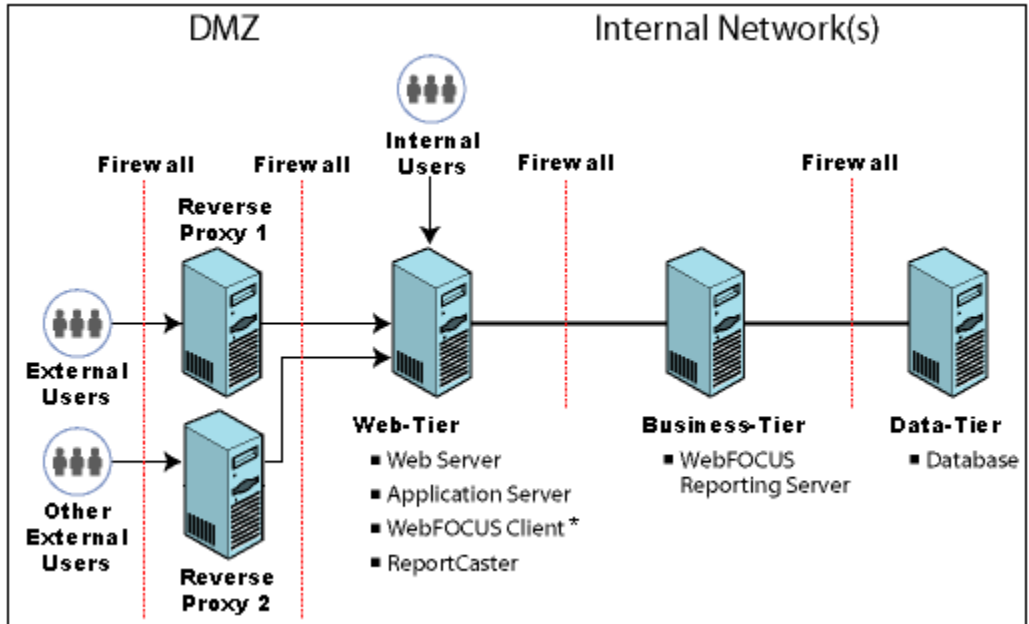 DMZ
Internal Network(s)
Internal
Users
Firewall
Firewall
Firewall
Firewall
Reverse
Proxy 1
External
Users
Other
External
Users
Reverse
Proxy 2
Web-Tier
▪ Web Server
▪ Application Server
▪ WebFOCUS Client *
▪ ReportCaster
Business-Tier
▪ WebFOCUS
Reporting Server
Data-Tier
▪ Database